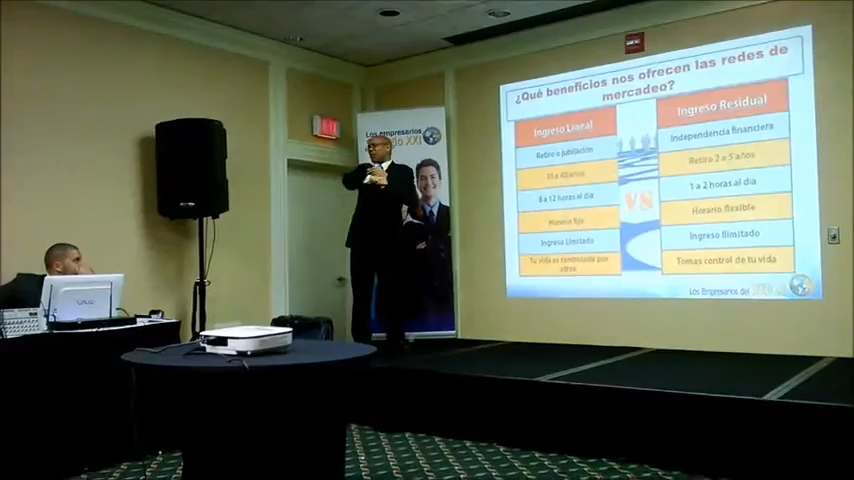 ¿Qué beneficios nos ofrecen las redes de
mercadeo?
Ingreso Lineal
Ingreso Residual
Retiro Jubilación
Independencia financiera
30 a 40 años
Retiro 2 a 5 años
8 a 12 horas al día
1 a 2 horas al día
VS
Horario fijo
Horario flexible
Ingreso Limitado
Ingreso Ilimitado
Tu vida es controlada por
otros
Tomas control de tu vida
Los Empresarios del
Los Empresarios
XXI
VAIO